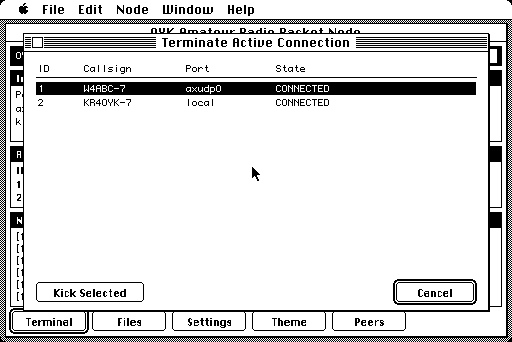 File Edit Node Window Help
Terminate Active Connection
ID Callsign Port State
1 W4ABC-7 axudp0 CONNECTED
2 KR4OYK-7 local CONNECTED
Kick Selected Cancel
Terminal Files Settings Theme Peers